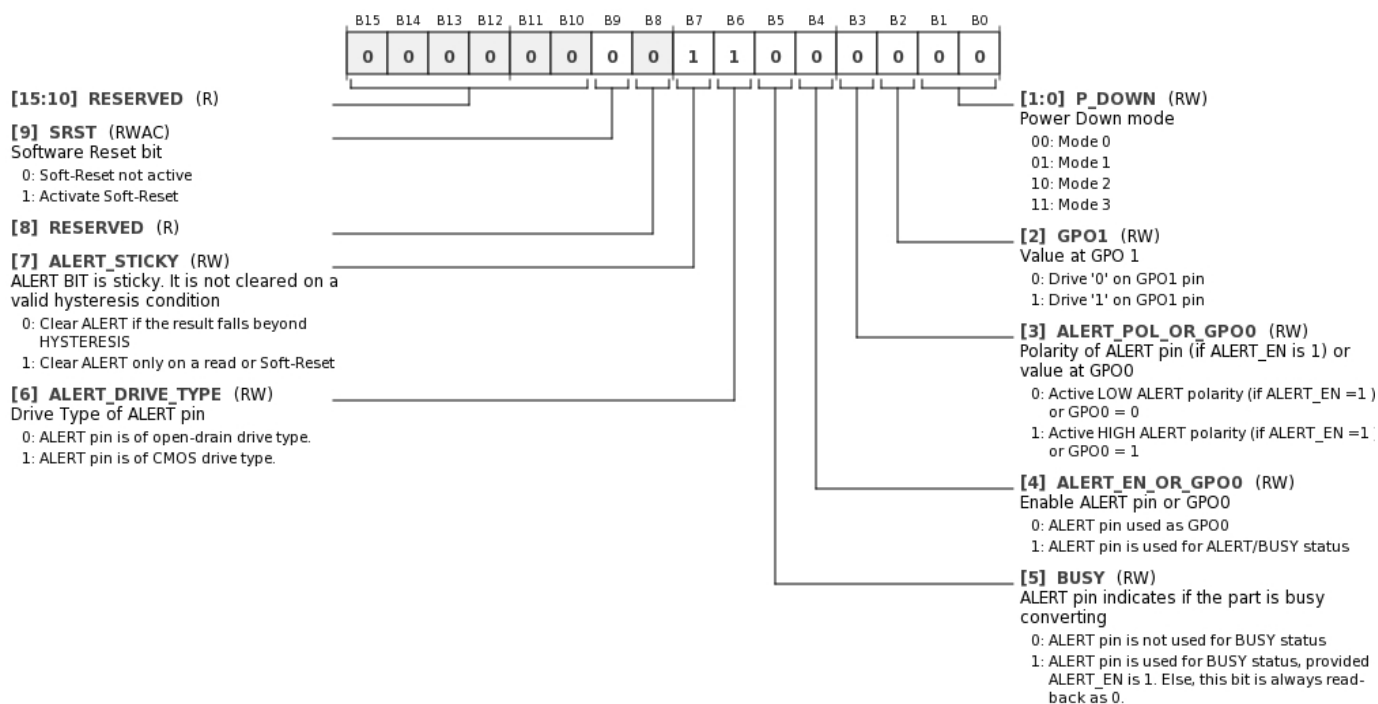 B15 B14 B13 B12 B11 B10 B9 B8 B7 B6 B5 B4 B3 B2 B1 B0
0 0 0 0 0 0 0 0 1 1 0 0 0 0 0 0
[15:10] RESERVED (R)
[9] SRST (RWAC)
Software Reset bit
0: Soft-Reset not active
1: Activate Soft-Reset
[8] RESERVED (R)
[7] ALERT_STICKY (RW)
ALERT BIT is sticky. It is not cleared on a
valid hysteresis condition
0: Clear ALERT if the result falls beyond
HYSTERESIS
1: Clear ALERT only on a read or Soft-Reset
[6] ALERT_DRIVE_TYPE (RW)
Drive Type of ALERT pin
0: ALERT pin is of open-drain drive type.
1: ALERT pin is of CMOS drive type.
[1:0] P_DOWN (RW)
Power Down mode
00: Mode 0
01: Mode 1
10: Mode 2
11: Mode 3
[2] GPO1 (RW)
Value at GPO 1
0: Drive '0' on GPO1 pin
1: Drive '1' on GPO1 pin
[3] ALERT_POL_OR_GPO0 (RW)
Polarity of ALERT pin (if ALERT_EN is 1) or
value at GPO0
0: Active LOW ALERT polarity (if ALERT_EN =1 )
or GPO0 = 0
1: Active HIGH ALERT polarity (if ALERT_EN =1 )
or GPO0 = 1
[4] ALERT_EN_OR_GPO0 (RW)
Enable ALERT pin or GPO0
0: ALERT pin used as GPO0
1: ALERT pin is used for ALERT/BUSY status
[5] BUSY (RW)
ALERT pin indicates if the part is busy
converting
0: ALERT pin is not used for BUSY status
1: ALERT pin is used for BUSY status, provided
ALERT_EN is 1. Else, this bit is always read-
back as 0.